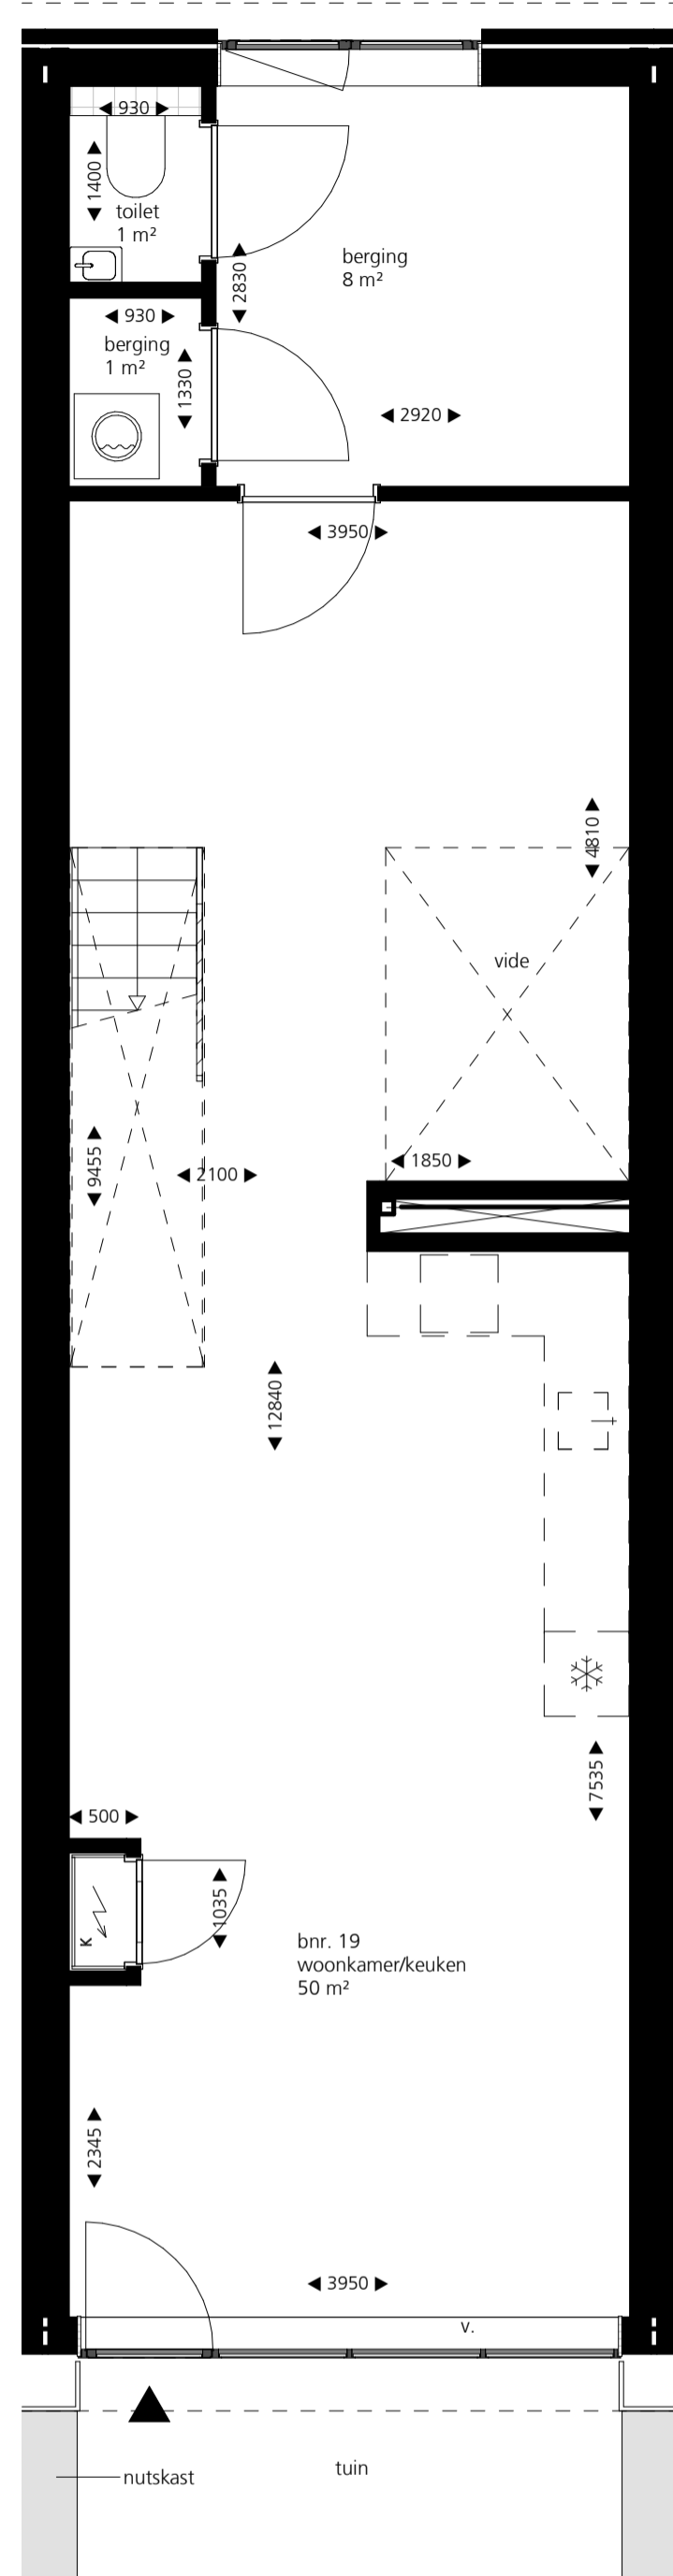 930
1400
toilet
1 m²
2830
berging
8 m²
930
berging
1 m²
1330
2920
3950
4810
vide
9455
2100
1850
12840
7535
500
1035
K
bnr. 19
woonkamer/keuken
50 m²
2345
3950
v.
tuin
nutskast